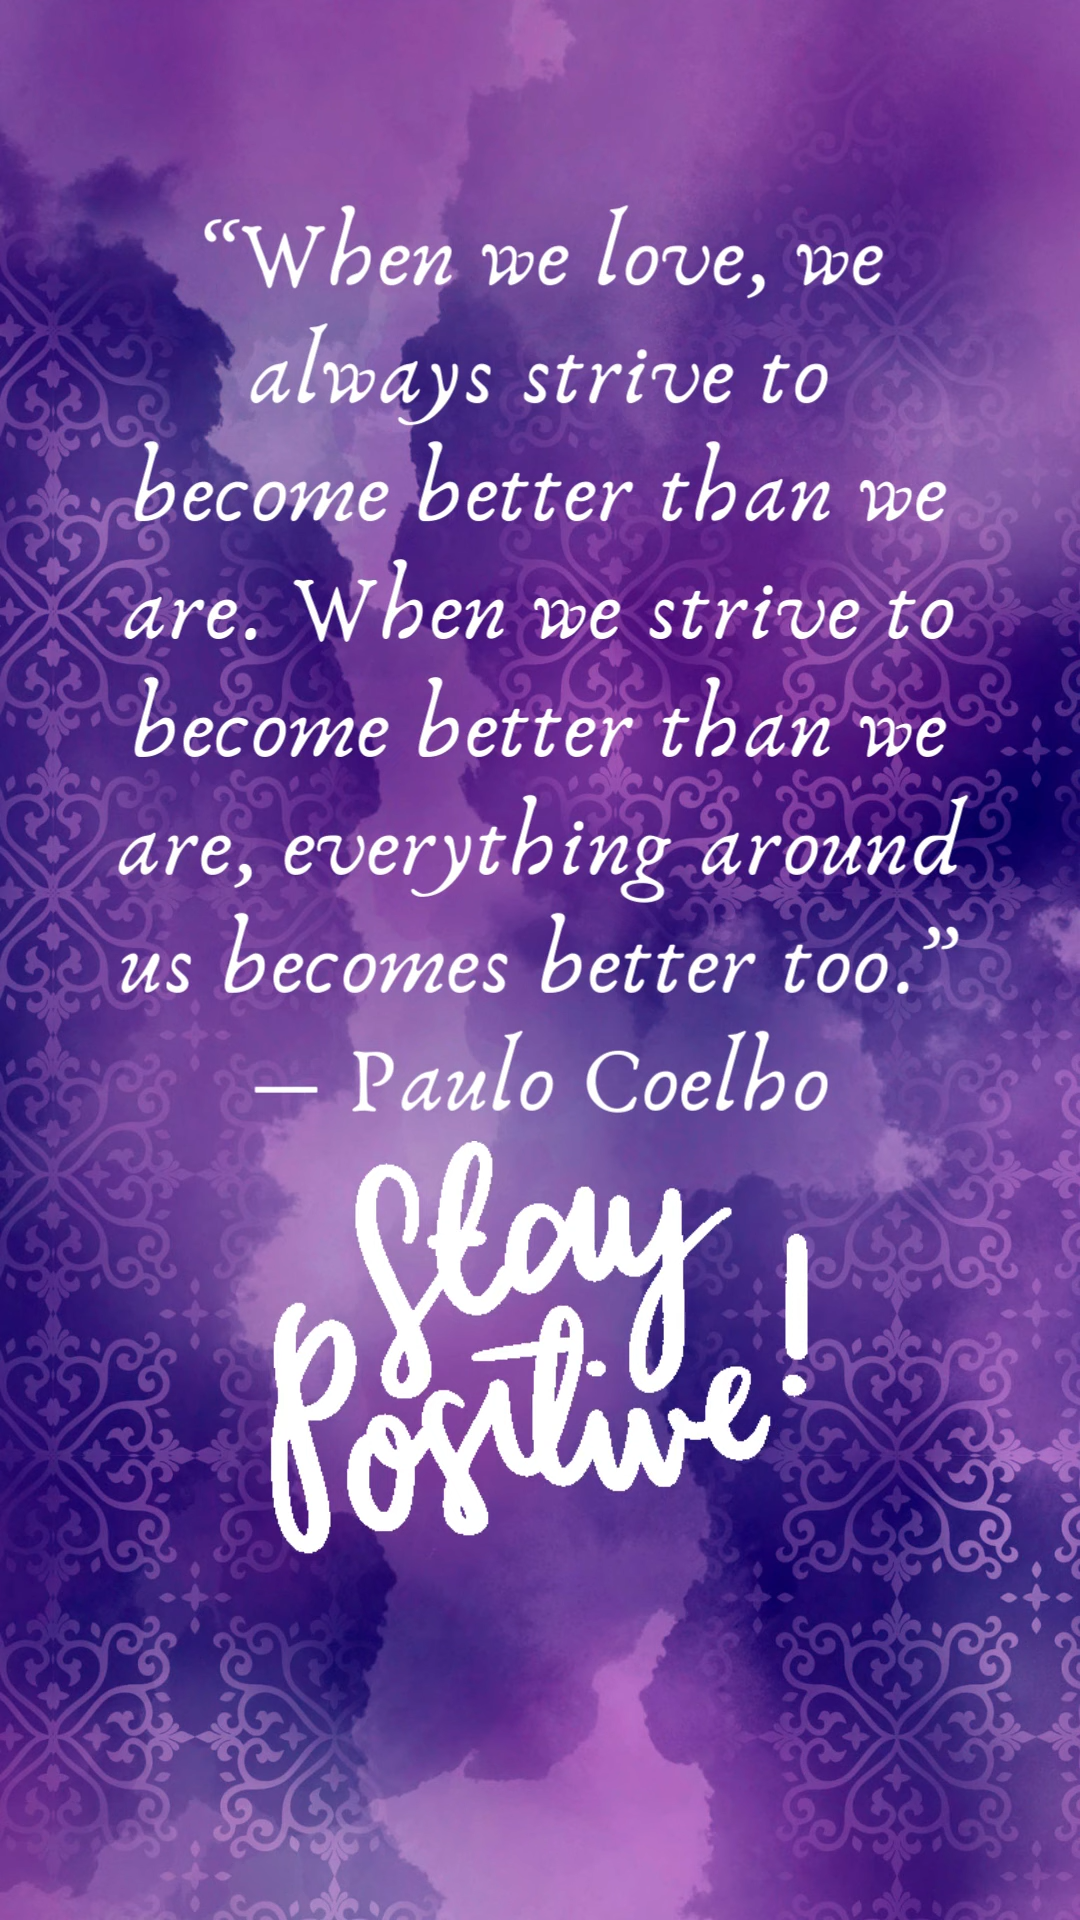 “When we love, we
always strive to
become better than we
are. When we strive to
become better than we
are, everything around
us becomes better too.”
— Paulo Coelho
Stay
Positive!